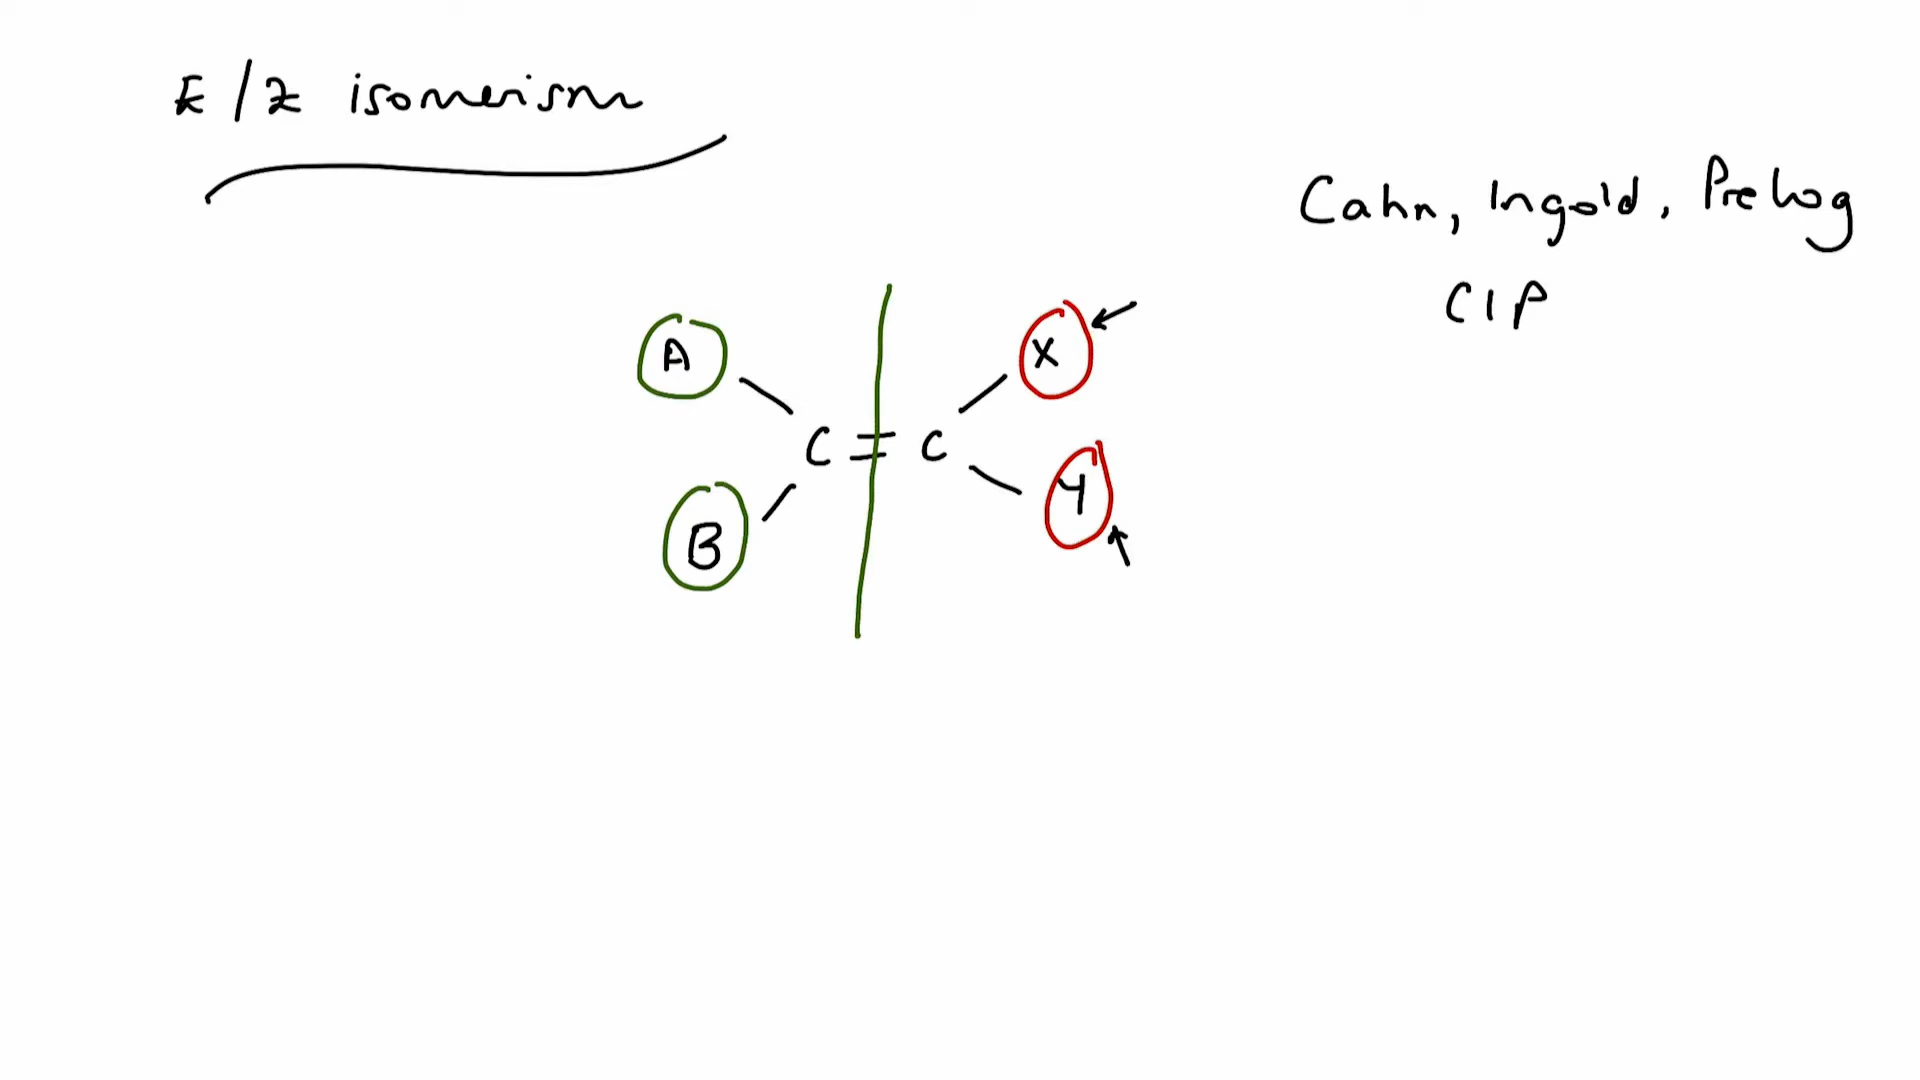 E/Z isomerism
Cahn, Ingold, Prelog
CIP
A X
C = C
B Y